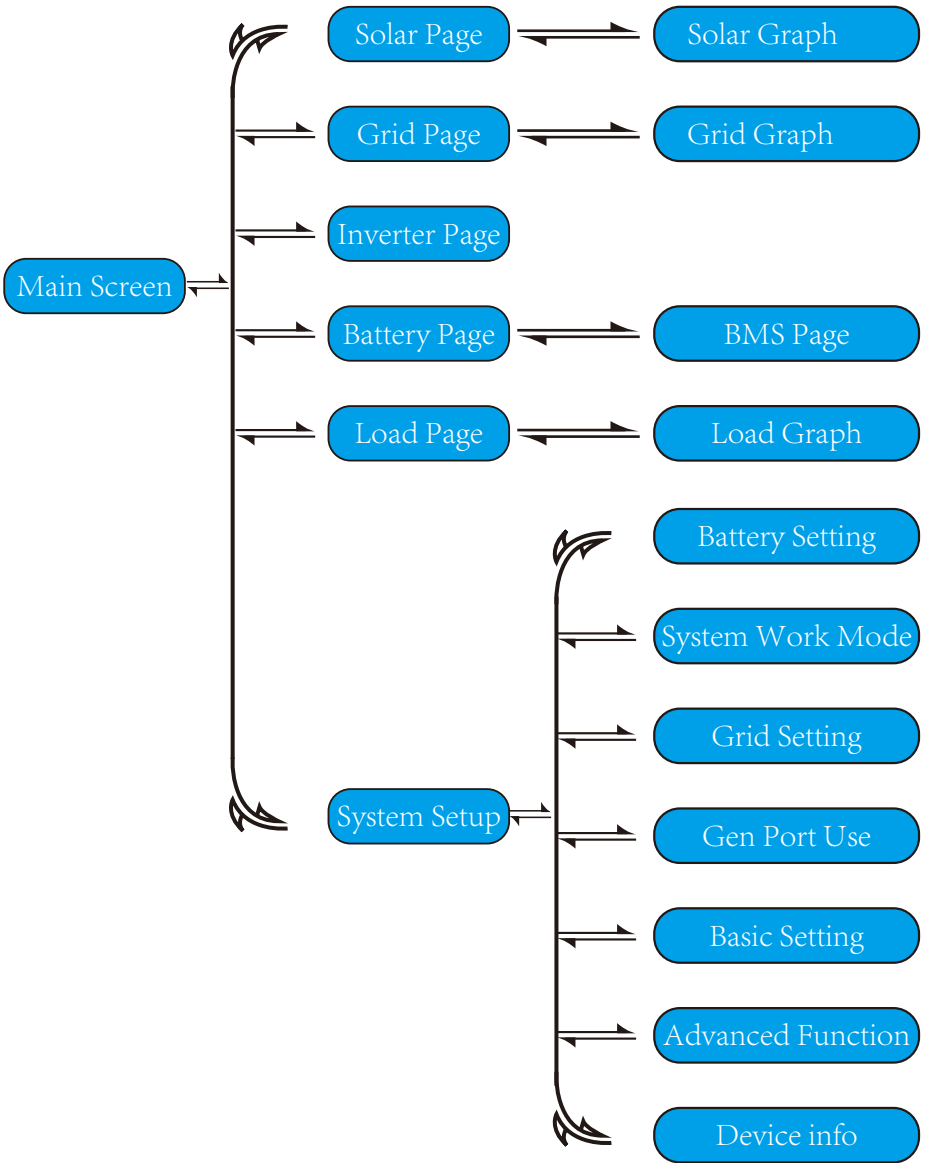 Solar Page
Solar Graph
Grid Page
Grid Graph
Inverter Page
Main Screen
Battery Page
BMS Page
Load Page
Load Graph
Battery Setting
System Work Mode
Grid Setting
System Setup
Gen Port Use
Basic Setting
Advanced Function
Device info